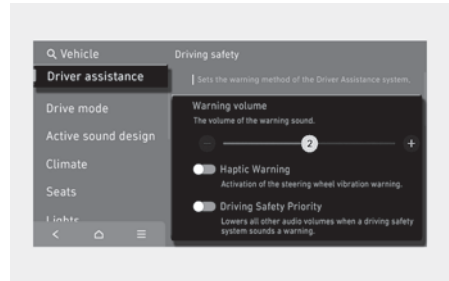 Vehicle
Driving safety
Driver assistance
Sets the warning method of the Driver Assistance system.
Drive mode
Warning volume
The volume of the warning sound.
Active sound design
2
Climate
Haptic Warning
Activation of the steering wheel vibration warning.
Seats
Driving Safety Priority
Lowers all other audio volumes when a driving safety
system sounds a warning.
Lights